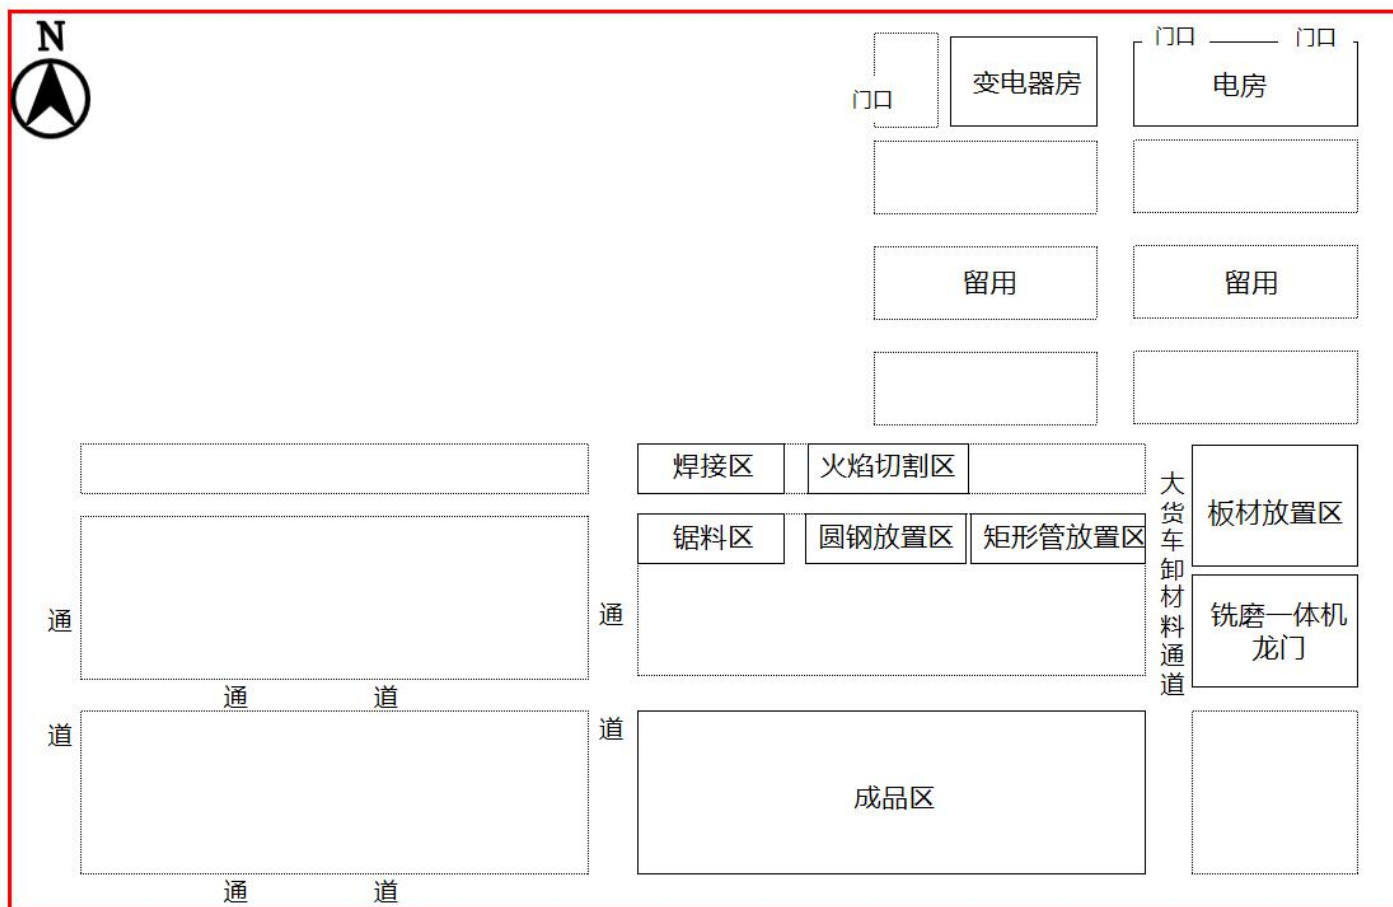 N
门口
门口
变电器房
电房
门口
留用
留用
焊接区
火焰切割区
大货车卸材料通道
板材放置区
锯料区
圆钢放置区
矩形管放置区
通道
通道
铣磨一体机
龙门
通道
成品区
通道